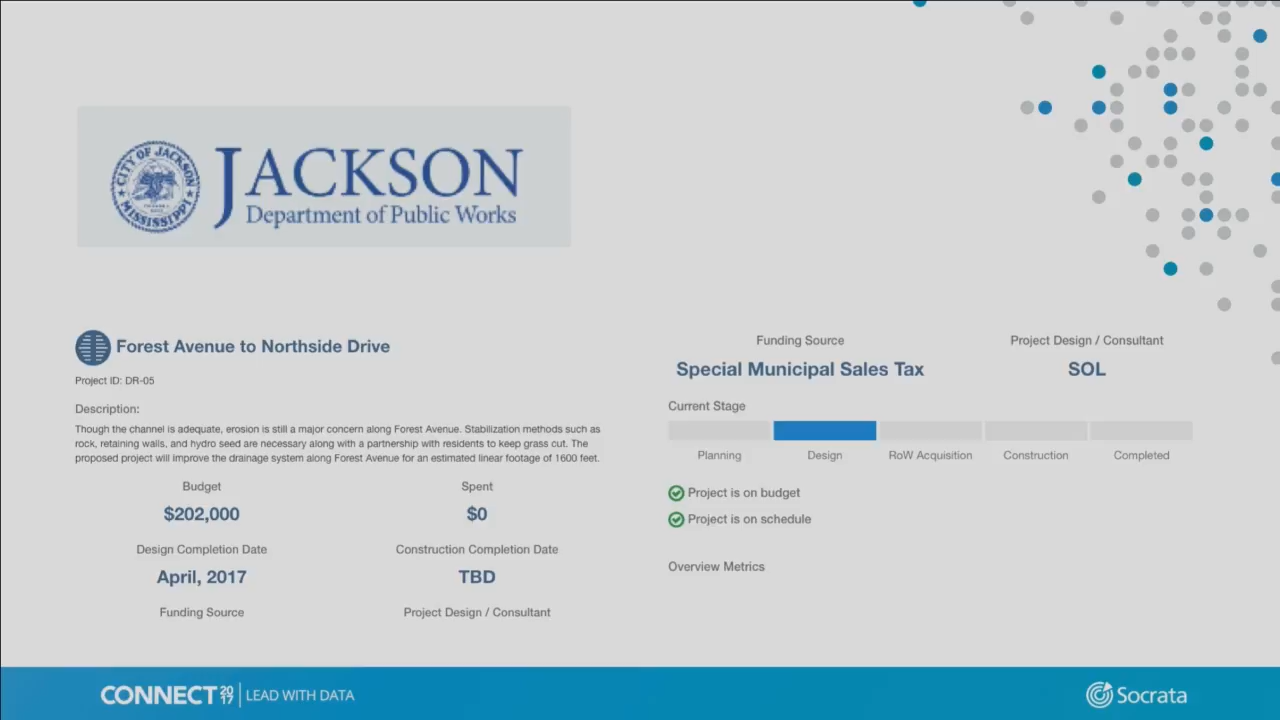 CITY OF JACKSON
MISSISSIPPI
JACKSON
Department of Public Works
Forest Avenue to Northside Drive
Project ID: DR-05
Description:
Though the channel is adequate, erosion is still a major concern along Forest Avenue. Stabilization methods such as
rock, retaining walls, and hydro seed are necessary along with a partnership with residents to keep grass cut. The
proposed project will improve the drainage system along Forest Avenue for an estimated linear footage of 1600 feet.
Budget
Spent
$202,000
$0
Design Completion Date
Construction Completion Date
April, 2017
TBD
Funding Source
Project Design / Consultant
Funding Source
Project Design / Consultant
Special Municipal Sales Tax
SOL
Current Stage
Planning
Design
RoW Acquisition
Construction
Completed
Project is on budget
Project is on schedule
Overview Metrics
CONNECT 2017 LEAD WITH DATA
Socrata